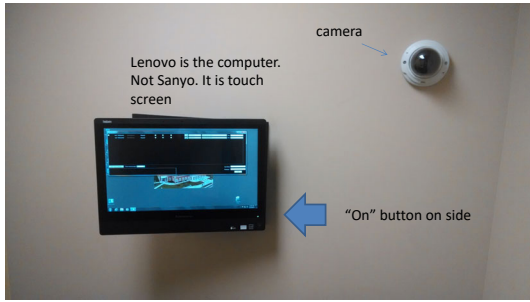 camera
Lenovo is the computer.
Not Sanyo. It is touch
screen
“On” button on side